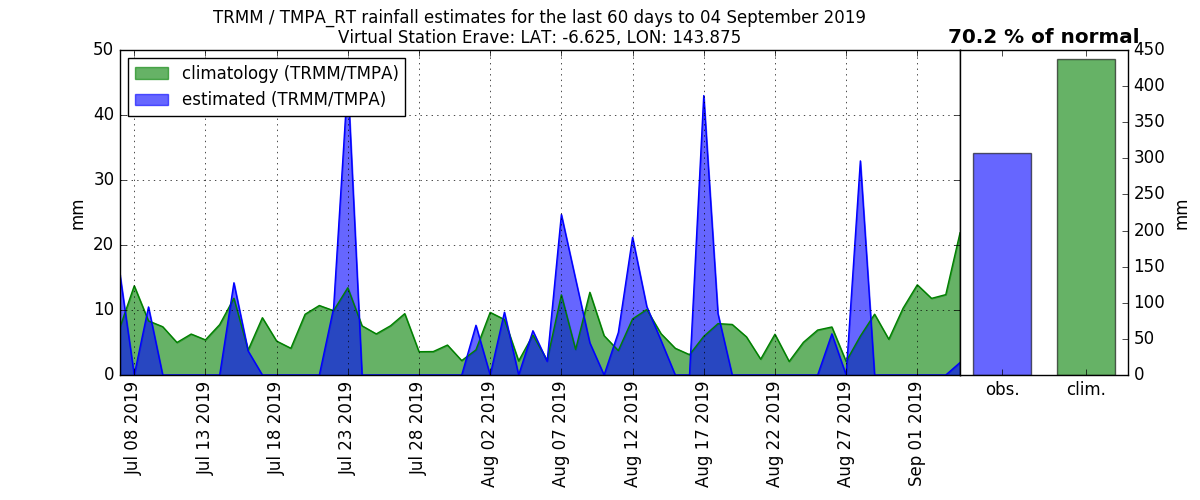 TRMM / TMPA_RT rainfall estimates for the last 60 days to 04 September 2019
Virtual Station Erave: LAT: -6.625, LON: 143.875
70.2 % of normal
climatology (TRMM/TMPA)
estimated (TRMM/TMPA)
50
40
30
20
10
0
mm
Jul 08 2019
Jul 13 2019
Jul 18 2019
Jul 23 2019
Jul 28 2019
Aug 02 2019
Aug 07 2019
Aug 12 2019
Aug 17 2019
Aug 22 2019
Aug 27 2019
Sep 01 2019
obs.
clim.
450
400
350
300
250
200
150
100
50
0
mm